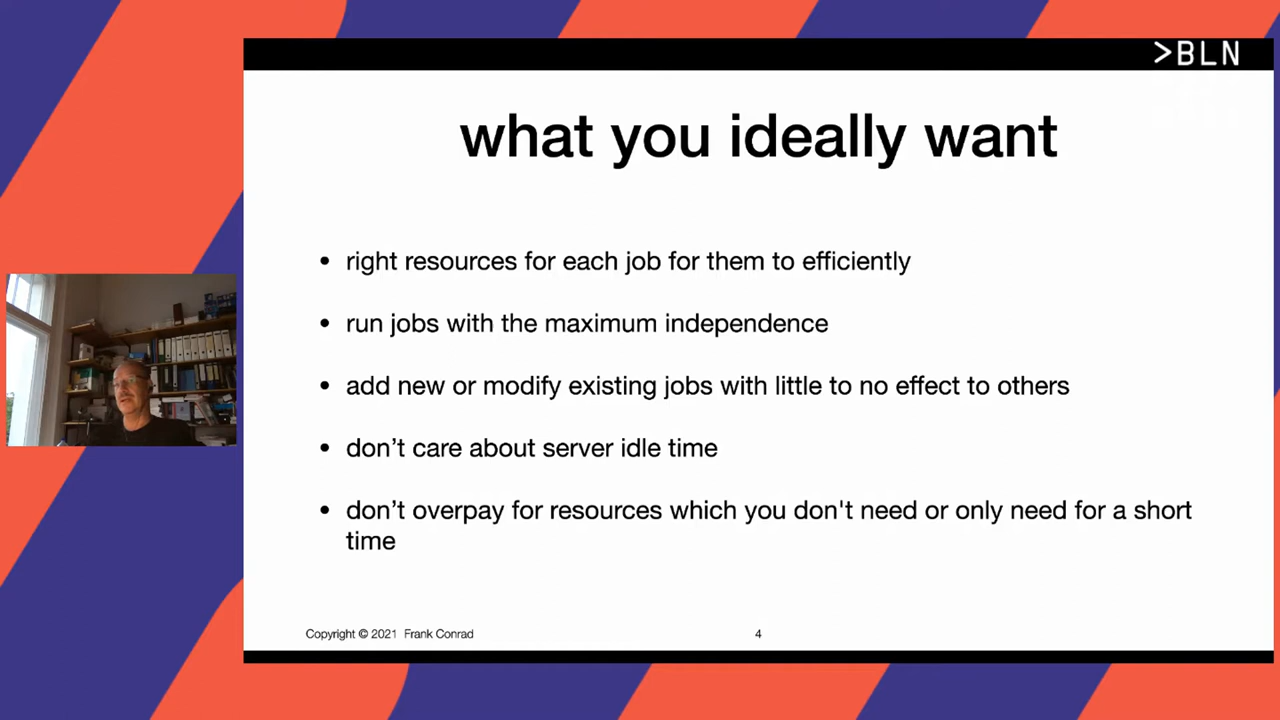 >BLN
what you ideally want
• right resources for each job for them to efficiently
• run jobs with the maximum independence
• add new or modify existing jobs with little to no effect to others
• don’t care about server idle time
• don’t overpay for resources which you don't need or only need for a short
time
Copyright © 2021 Frank Conrad
4